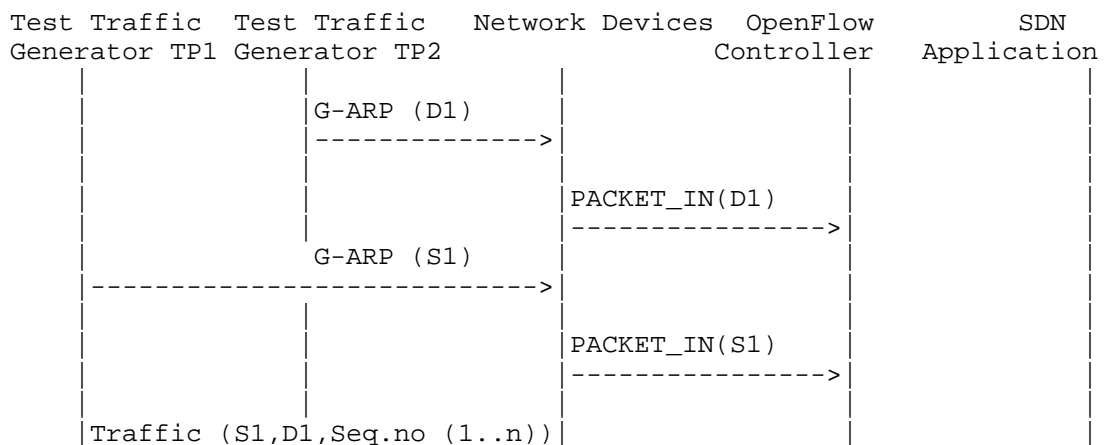 Test Traffic Test Traffic Network Devices OpenFlow SDN
Generator TP1 Generator TP2 Controller Application
G-ARP (D1)
-------------->
PACKET_IN(D1)
---------------->
G-ARP (S1)
---------------------------->
PACKET_IN(S1)
---------------->
Traffic (S1,D1,Seq.no (1..n))